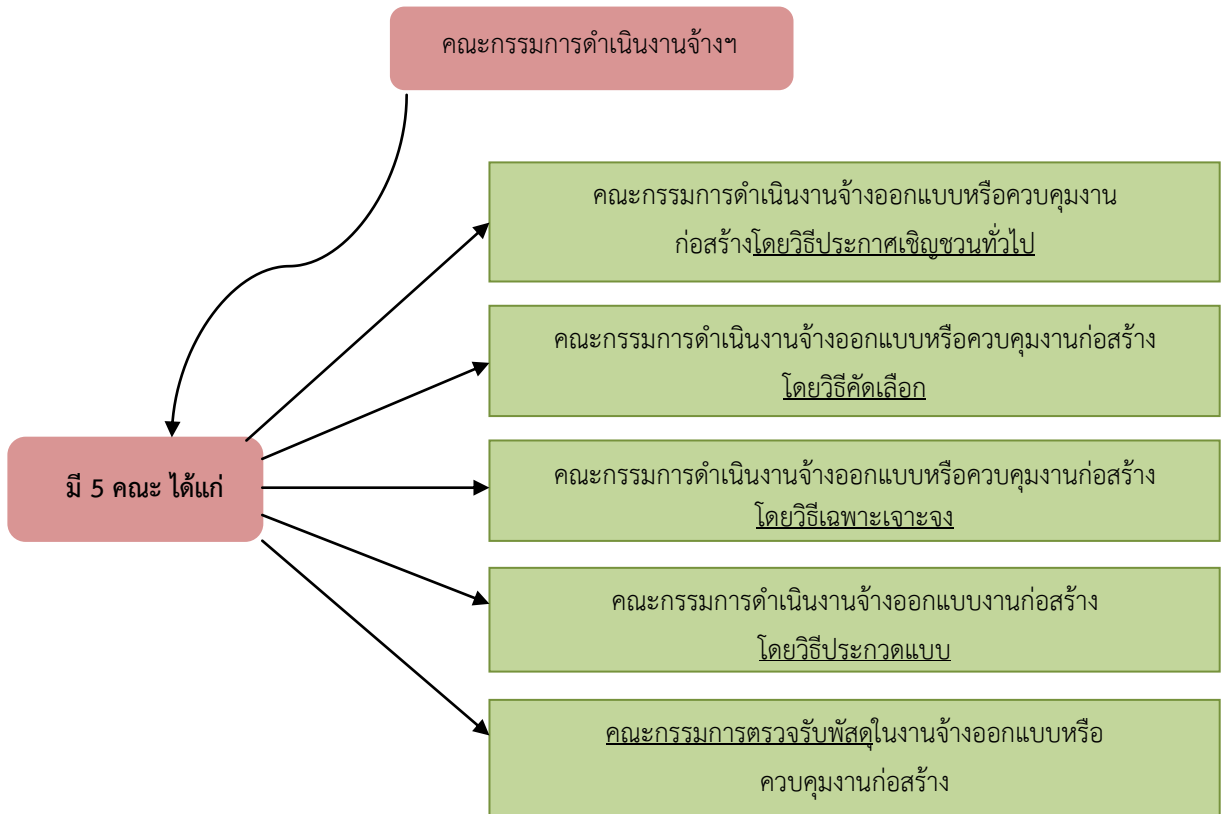 คณะกรรมการดำเนินงานจ้างฯ
คณะกรรมการดำเนินงานจ้างออกแบบหรือควบคุมงาน
ก่อสร้างโดยวิธีประกาศเชิญชวนทั่วไป
คณะกรรมการดำเนินงานจ้างออกแบบหรือควบคุมงานก่อสร้าง
โดยวิธีคัดเลือก
มี 5 คณะ ได้แก่
คณะกรรมการดำเนินงานจ้างออกแบบหรือควบคุมงานก่อสร้าง
โดยวิธีเฉพาะเจาะจง
คณะกรรมการดำเนินงานจ้างออกแบบงานก่อสร้าง
โดยวิธีประกวดแบบ
คณะกรรมการตรวจรับพัสดุในงานจ้างออกแบบหรือ
ควบคุมงานก่อสร้าง